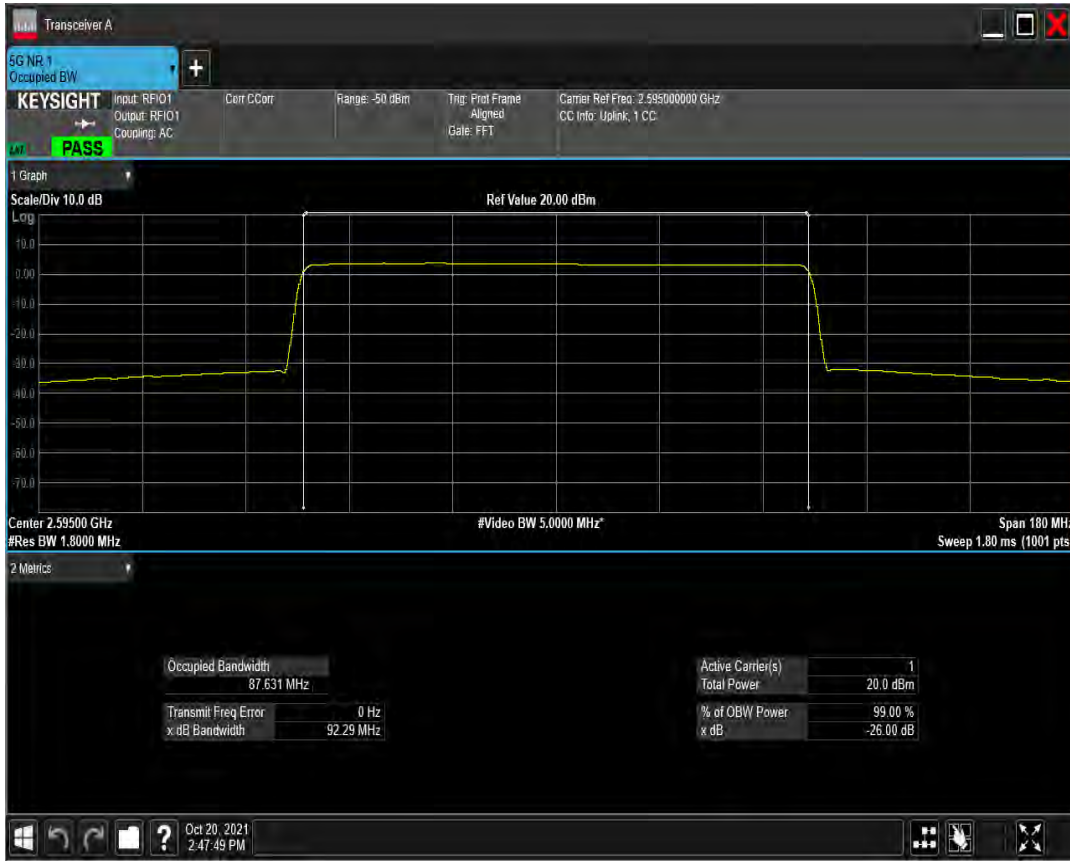 Transceiver A
5G NR 1
Occupied BW
KEYSIGHT
PASS
Input: RFIO1
Output: RFIO1
Coupling: AC
Corr CCorr
Range: -50 dBm
Trig: Prot Frame
Aligned
Gate: FFT
Carrier Ref Freq: 2.595000000 GHz
CC Info: Uplink, 1 CC
1 Graph
Scale/Div 10.0 dB
Ref Value 20.00 dBm
Log
10.0
0.00
-10.0
-20.0
-30.0
-40.0
-50.0
-60.0
-70.0
Center 2.59500 GHz
#Video BW 5.0000 MHz*
Span 180 MHz
#Res BW 1.8000 MHz
Sweep 1.80 ms (1001 pts
2 Metrics
Occupied Bandwidth
87.631 MHz
Transmit Freq Error 0 Hz
x dB Bandwidth 92.29 MHz
Active Carrier(s) 1
Total Power 20.0 dBm
% of OBW Power 99.00 %
x dB -26.00 dB
Oct 20, 2021
2:47:49 PM